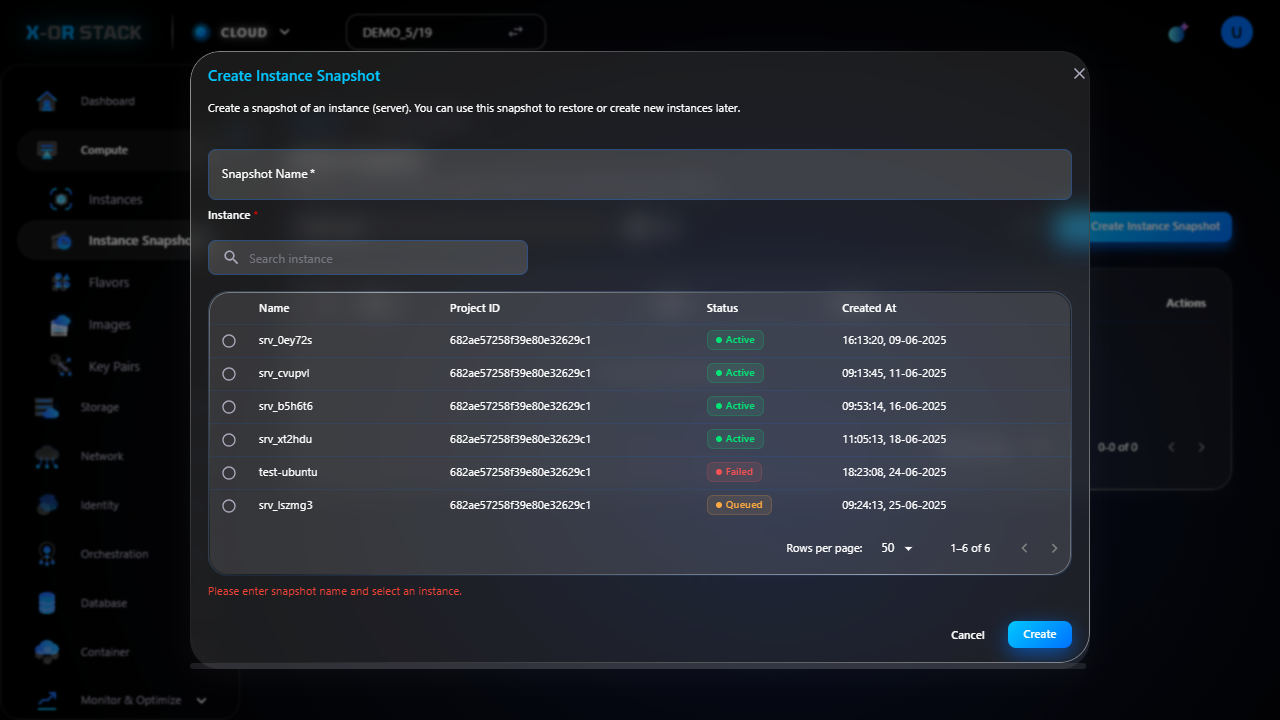 X-OR STACK
CLOUD
DEMO_5/19
U
Create Instance Snapshot
Create a snapshot of an instance (server). You can use this snapshot to restore or create new instances later.
Snapshot Name *
Instance *
Search instance
Name Project ID Status Created At
srv_0ey72s 682ae57258f39e80e32629c1 Active 16:13:20, 09-06-2025
srv_cvupvl 682ae57258f39e80e32629c1 Active 09:13:45, 11-06-2025
srv_b5h6t6 682ae57258f39e80e32629c1 Active 09:53:14, 16-06-2025
srv_xt2hdu 682ae57258f39e80e32629c1 Active 11:05:13, 18-06-2025
test-ubuntu 682ae57258f39e80e32629c1 Failed 18:23:08, 24-06-2025
srv_lszmg3 682ae57258f39e80e32629c1 Queued 09:24:13, 25-06-2025
Rows per page: 50 1–6 of 6
Please enter snapshot name and select an instance.
Cancel Create
Dashboard
Compute
Instances
Instance Snapsho
Flavors
Images
Key Pairs
Storage
Network
Identity
Orchestration
Database
Container
Monitor & Optimize
Create Instance Snapshot
Actions
0-0 of 0